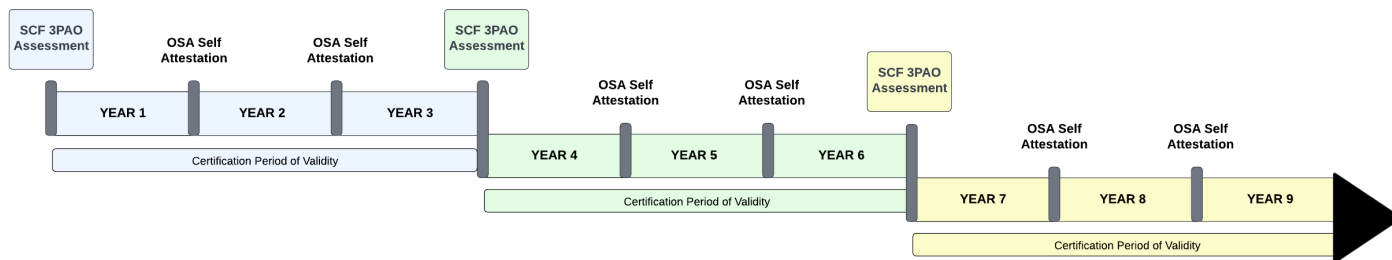 SCF 3PAO
Assessment
OSA Self
Attestation
OSA Self
Attestation
SCF 3PAO
Assessment
YEAR 1
YEAR 2
YEAR 3
Certification Period of Validity
OSA Self
Attestation
OSA Self
Attestation
SCF 3PAO
Assessment
YEAR 4
YEAR 5
YEAR 6
Certification Period of Validity
OSA Self
Attestation
OSA Self
Attestation
YEAR 7
YEAR 8
YEAR 9
Certification Period of Validity